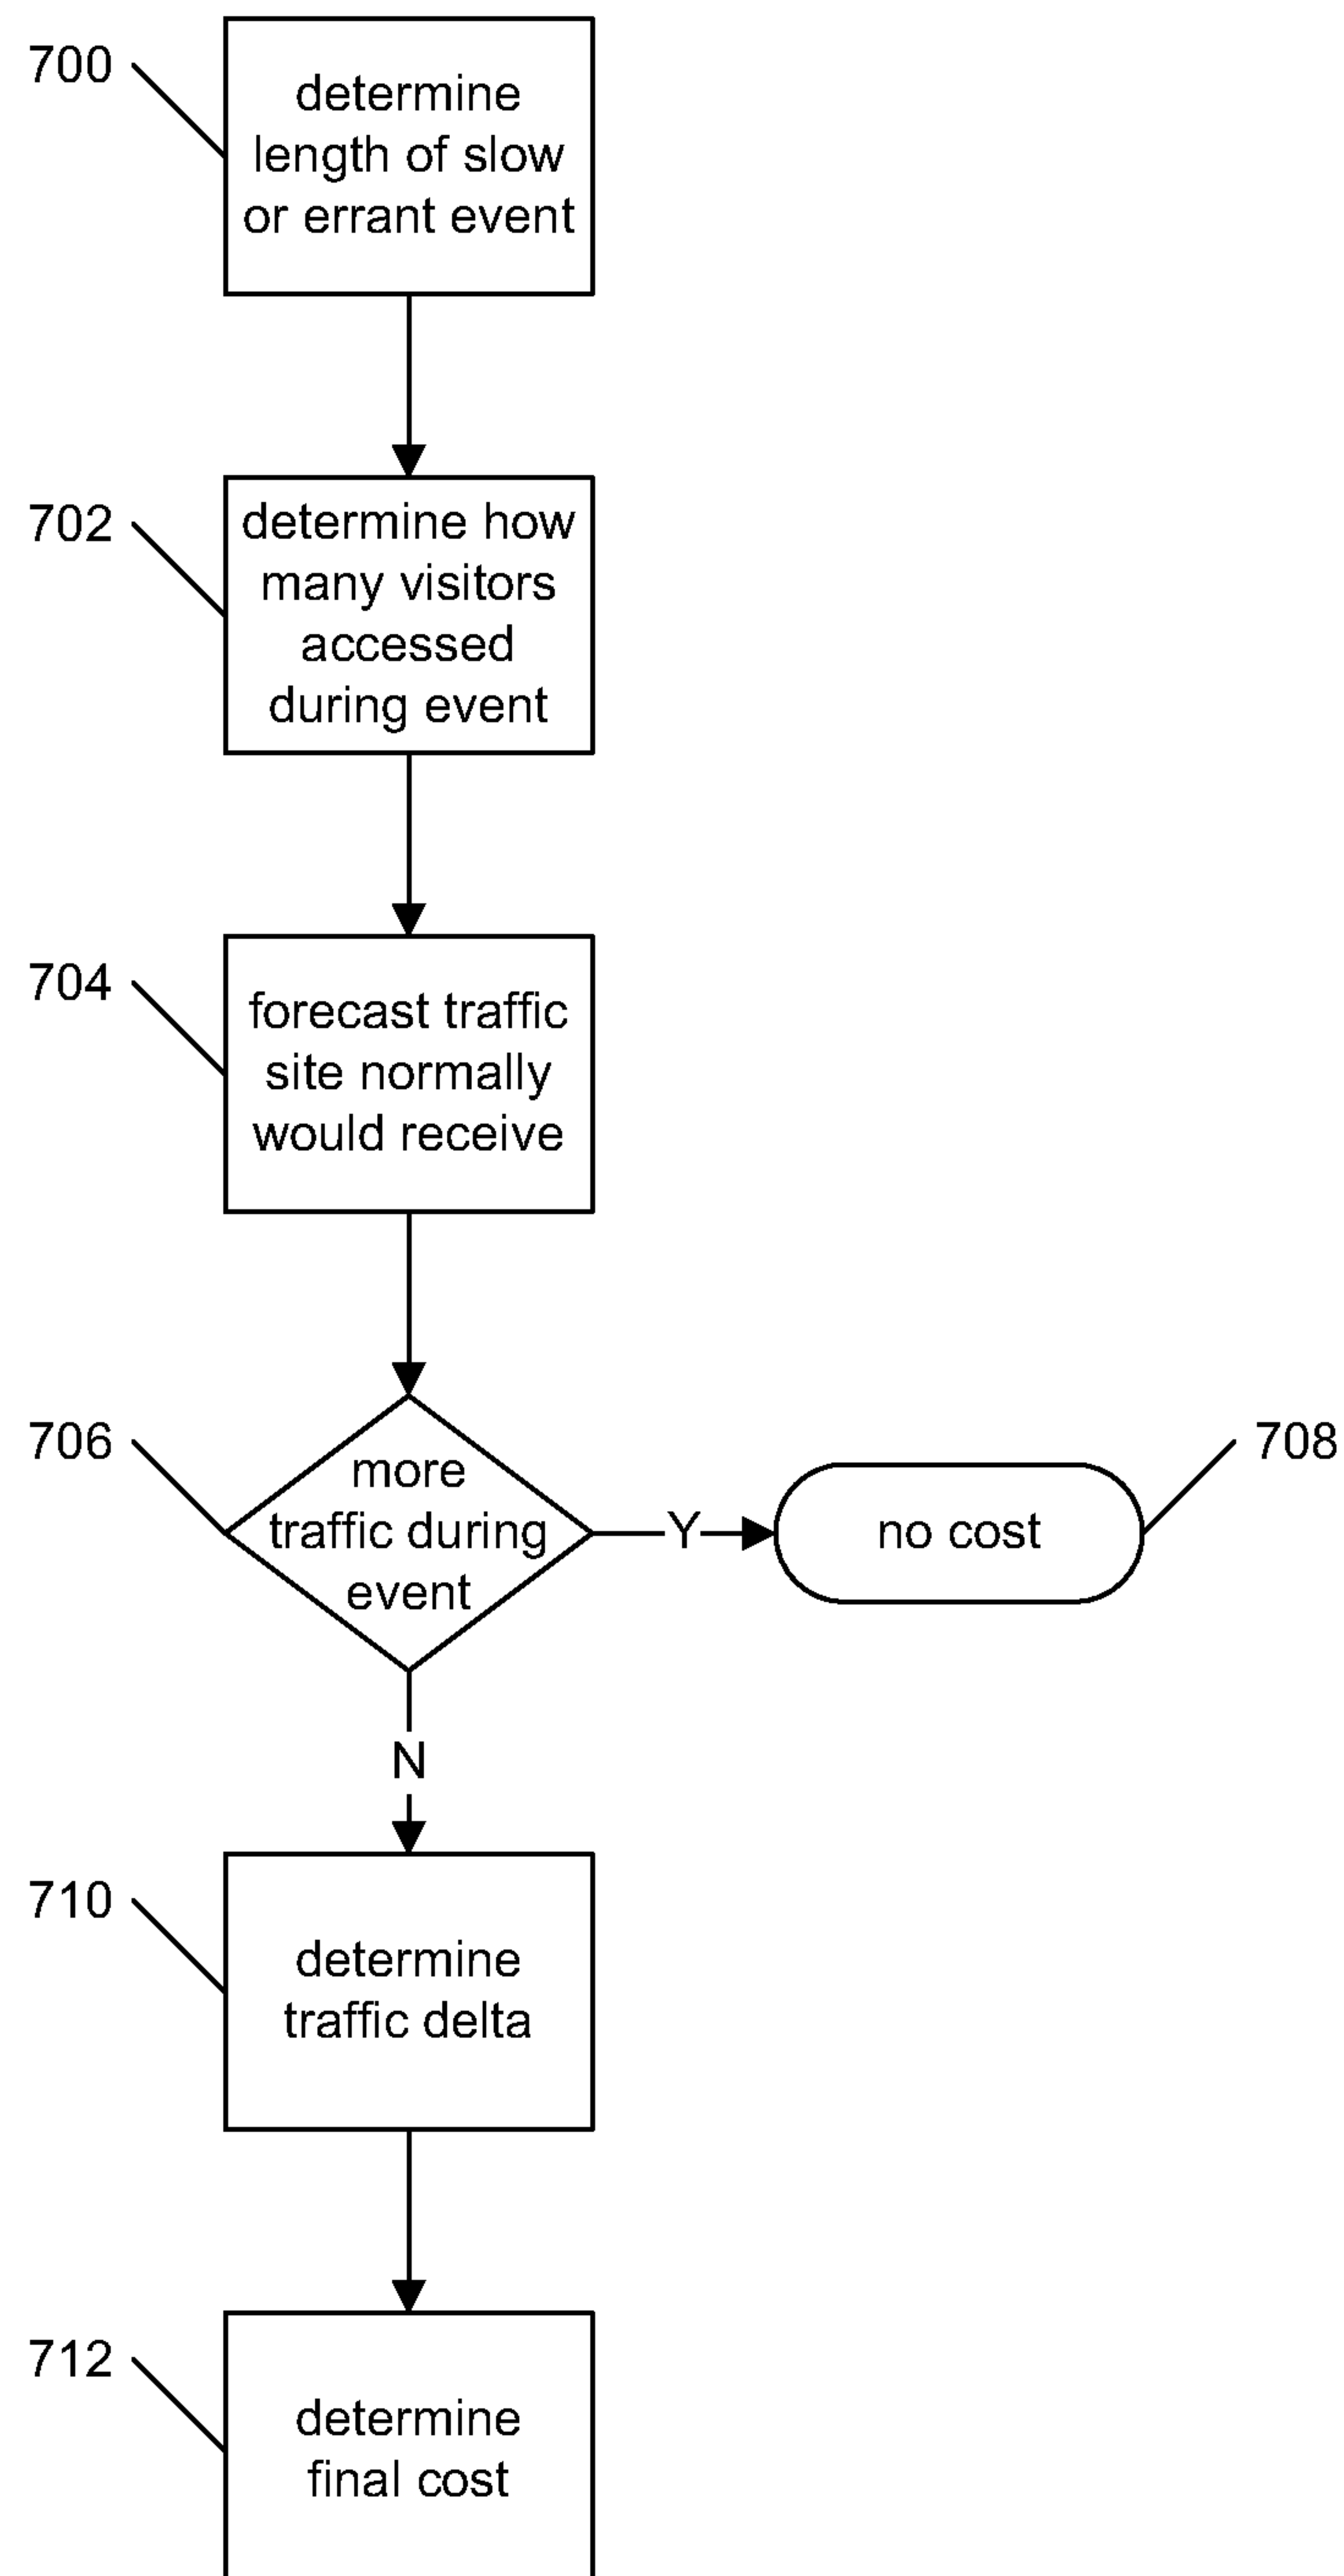 700
determine
length of slow
or errant event
702
determine how
many visitors
accessed
during event
704
forecast traffic
site normally
would receive
706
more
traffic during
event
Y
no cost
708
N
710
determine
traffic delta
712
determine
final cost